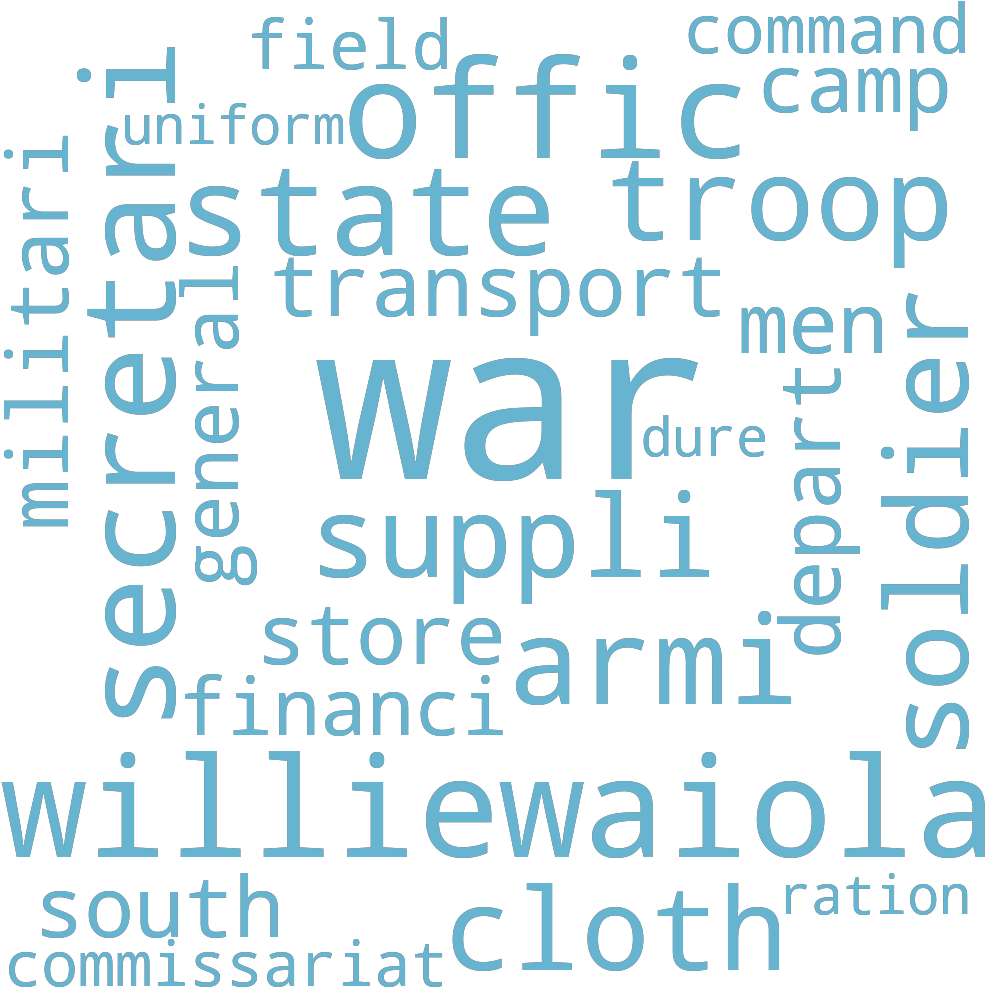 command
field
camp
offic
uniform
secretari
militari
state
troop
transport
general
men
soldier
war
depart
dure
suppli
store
armi
financi
williewaiola
south
cloth
ration
commissariat